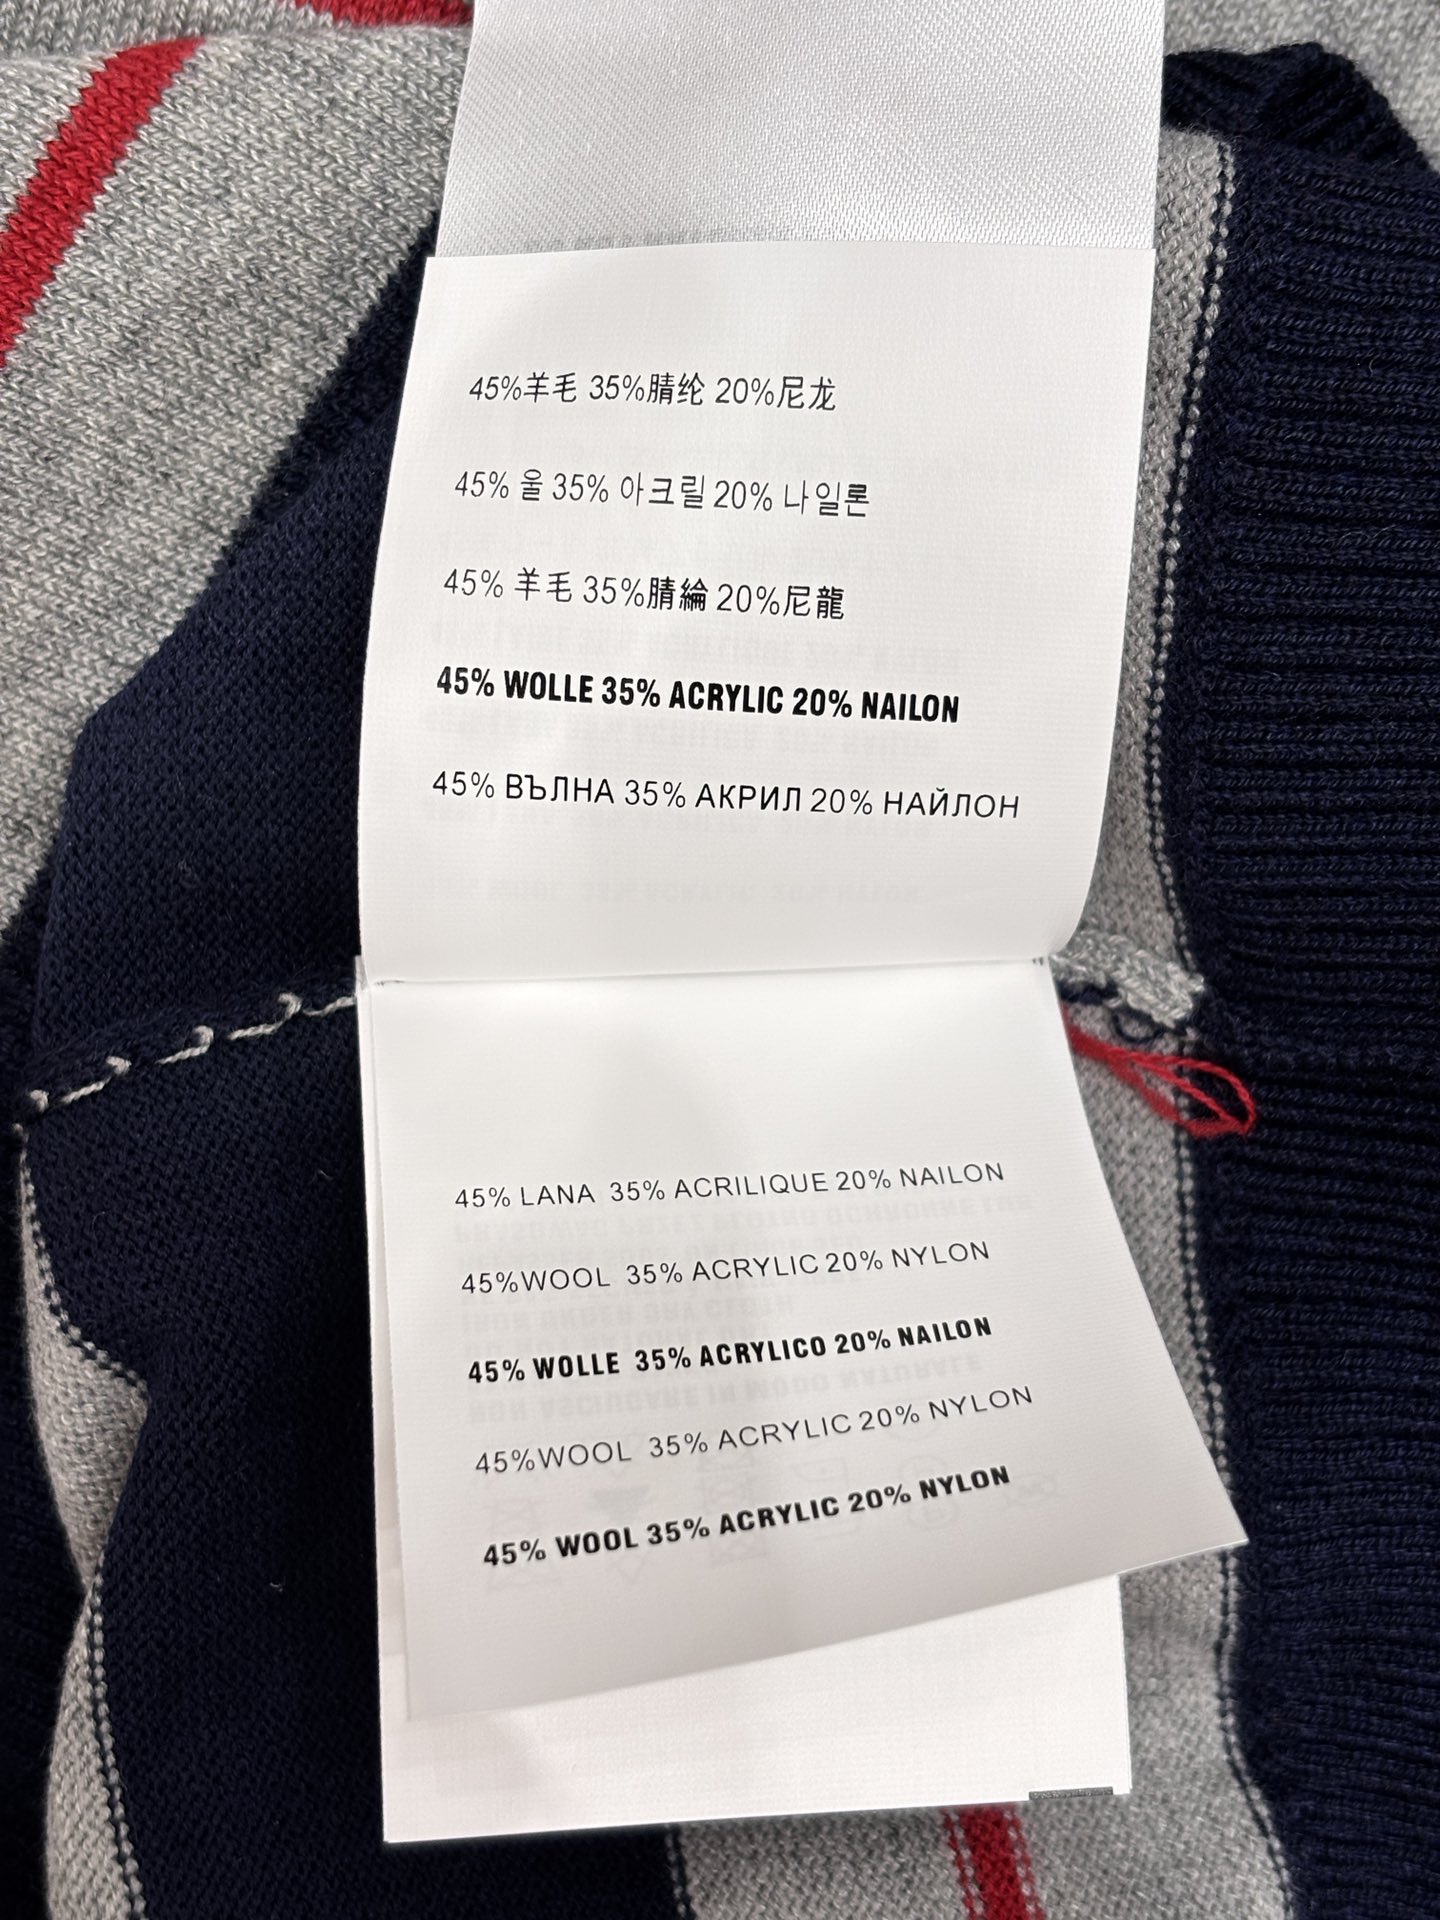 45%羊毛 35%腈纶 20%尼龙
45% 울 35% 아크릴 20% 나일론
45% 羊毛 35%腈綸 20%尼龍
45% WOLLE 35% ACRYLIC 20% NAILON
45% ВЪЛНА 35% АКРИЛ 20% НАЙЛОН
45% LANA 35% ACRILIQUE 20% NAILON
45%WOOL 35% ACRYLIC 20% NYLON
45% WOLLE 35% ACRYLICO 20% NAILON
45%WOOL 35% ACRYLIC 20% NYLON
45% WOOL 35% ACRYLIC 20% NYLON